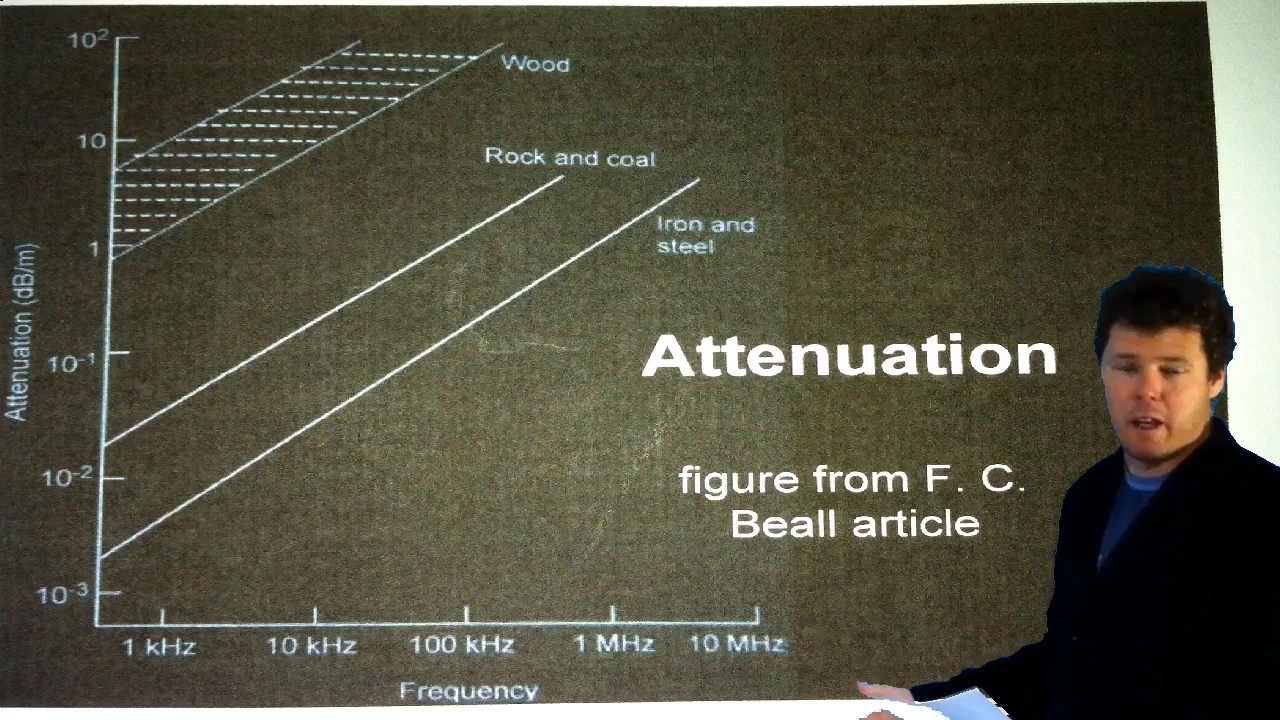 10²
Wood
10
Rock and coal
Iron and
steel
1
Attenuation (dB/m)
10⁻¹
Attenuation
10⁻²
figure from F. C.
Beall article
10⁻³
1 kHz 10 kHz 100 kHz 1 MHz 10 MHz
Frequency